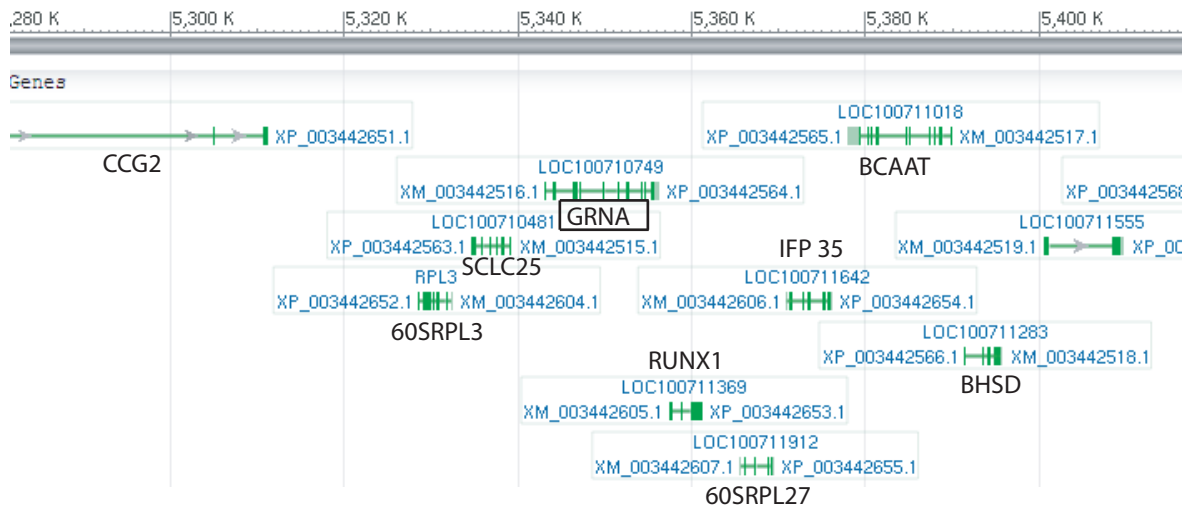 ,280 K |5,300 K |5,320 K |5,340 K |5,360 K |5,380 K |5,400 K
Genes
LOC100711018
XP_003442651.1 XP_003442565.1 XM_003442517.1
CCG2 LOC100710749 BCAAT
XM_003442516.1 XP_003442564.1 XP_003442568
GRNA
LOC100710481 LOC100711555
XP_003442563.1 XM_003442515.1 IFP 35 XM_003442519.1 XP_00
SCLC25
RPL3 LOC100711642
XP_003442652.1 XM_003442604.1 XM_003442606.1 XP_003442654.1
60SRPL3 LOC100711283
RUNX1 XP_003442566.1 XM_003442518.1
LOC100711369 BHSD
XM_003442605.1 XP_003442653.1
LOC100711912
XM_003442607.1 XP_003442655.1
60SRPL27